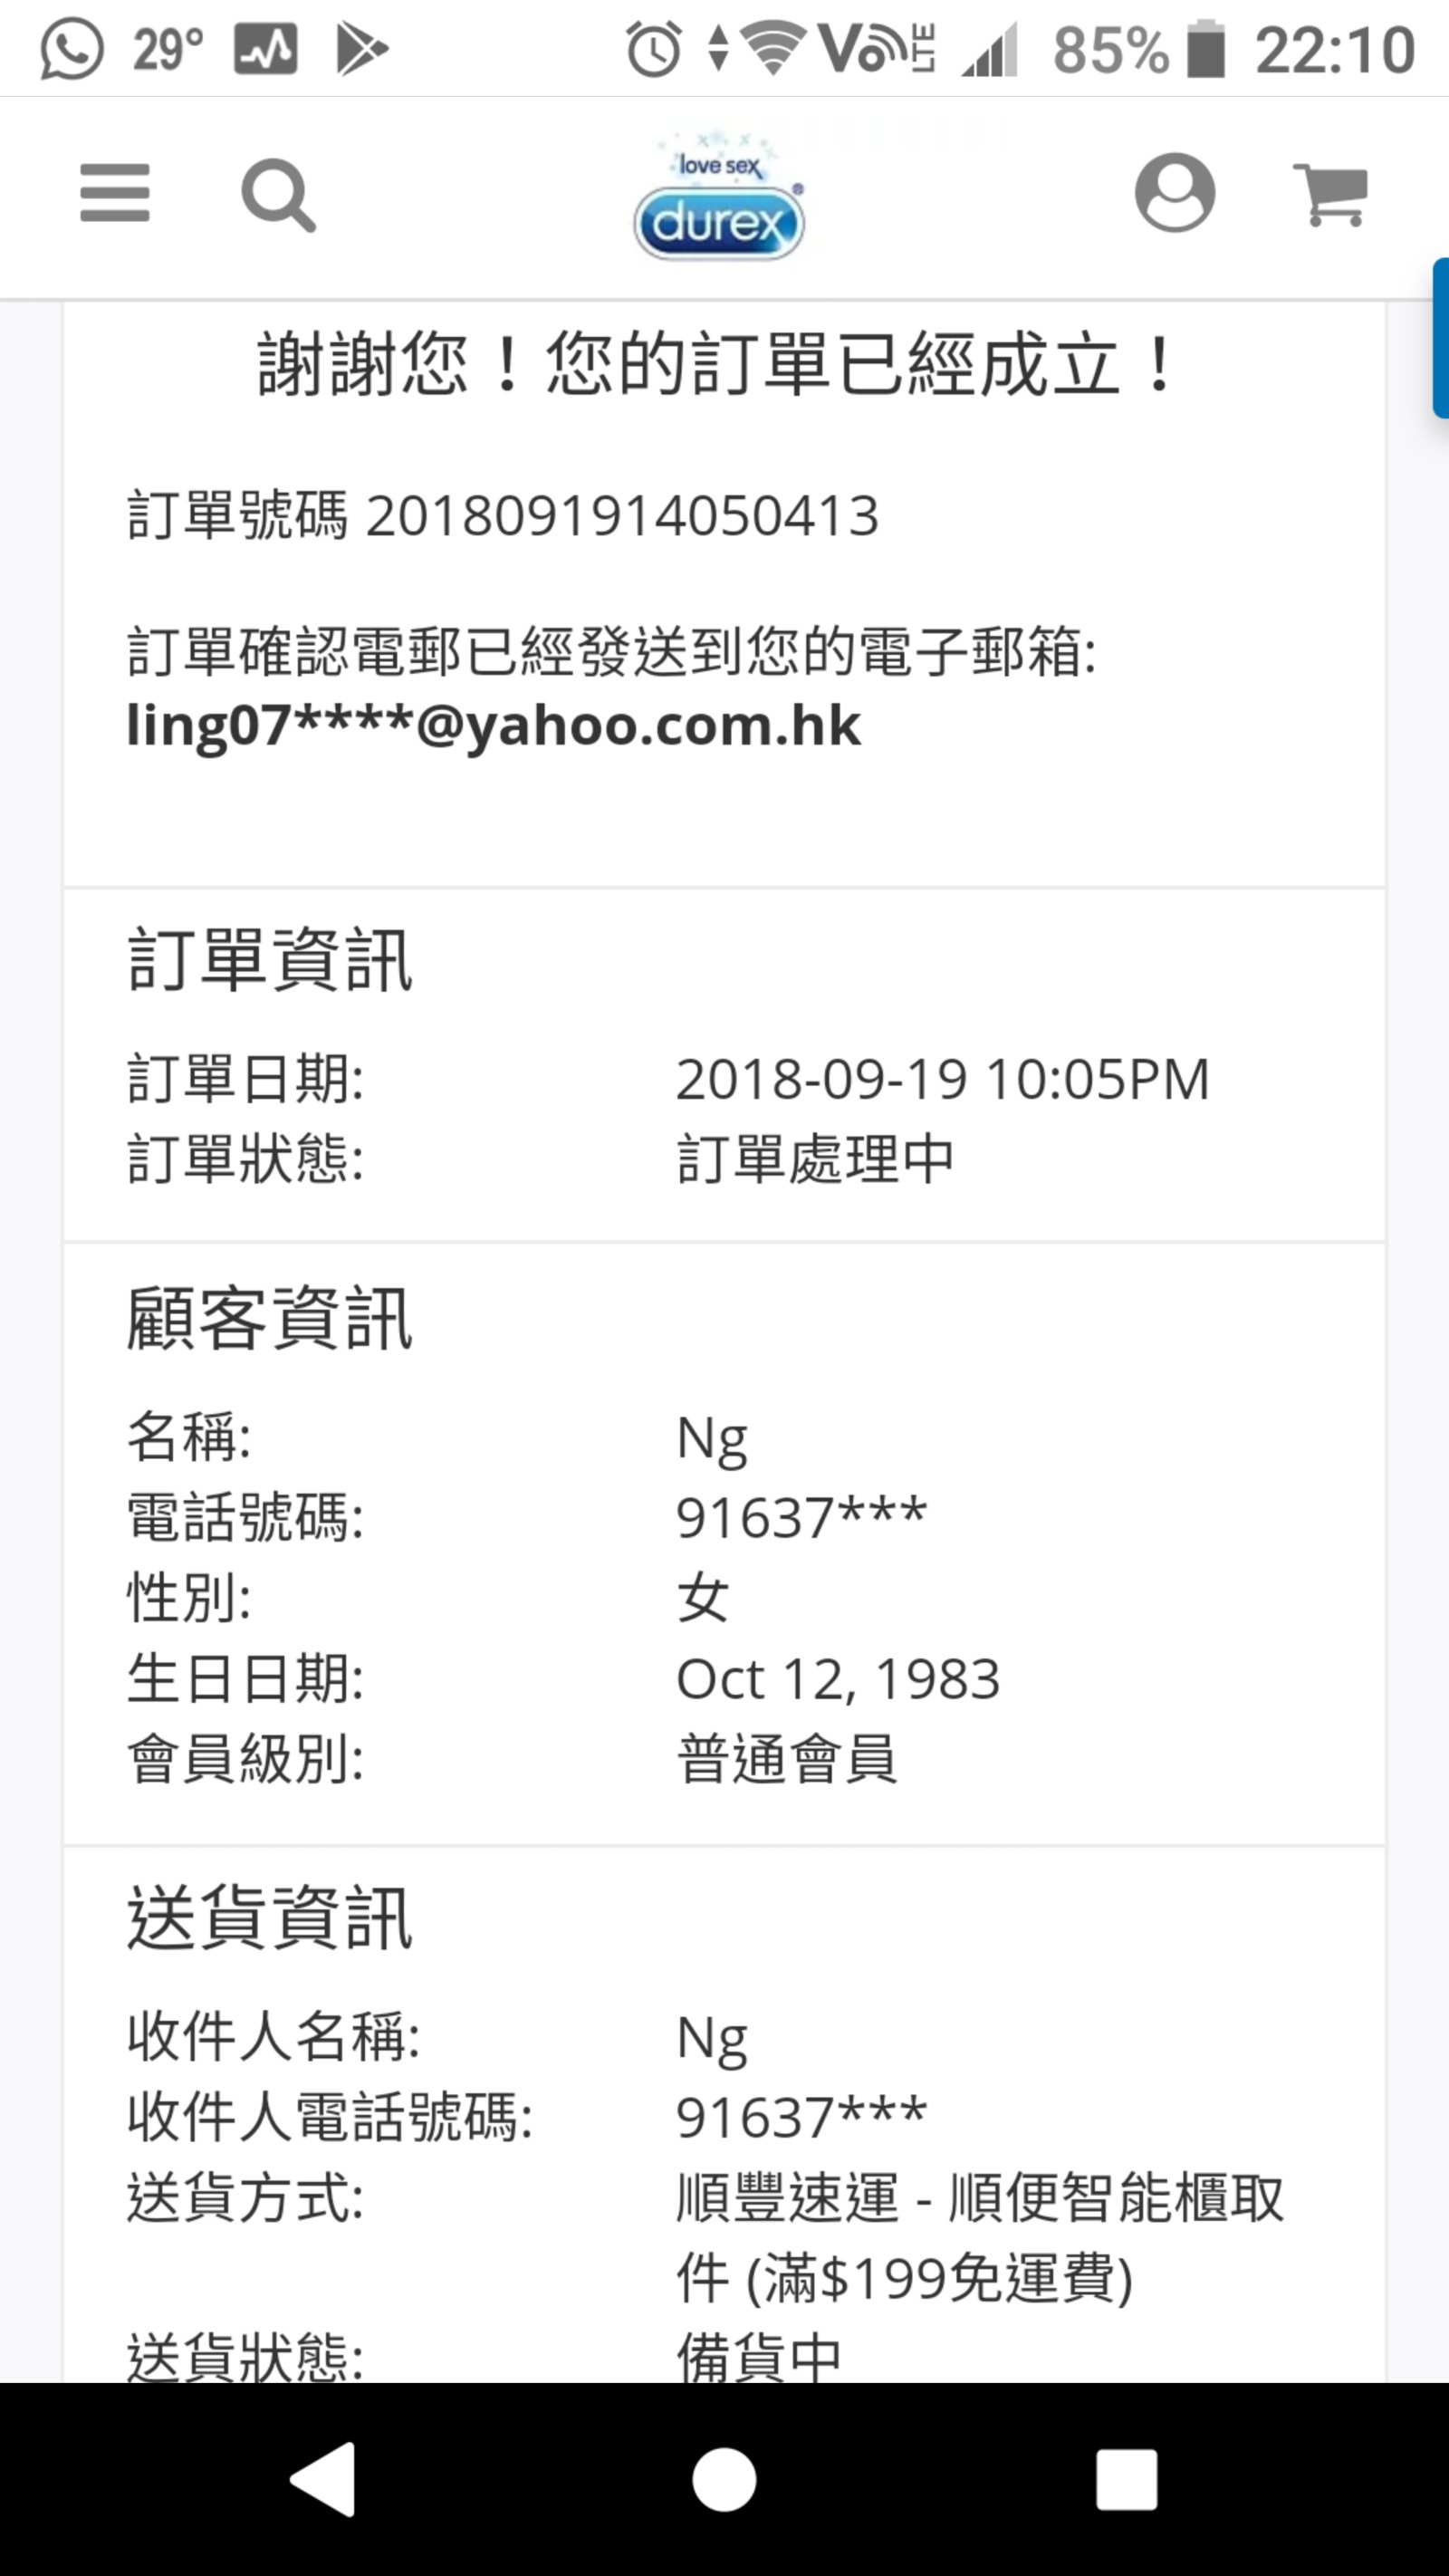 29° 85% 22:10
love sex
durex
謝謝您！您的訂單已經成立！
訂單號碼 2018091914050413
訂單確認電郵已經發送到您的電子郵箱:
ling07****@yahoo.com.hk
訂單資訊
訂單日期: 2018-09-19 10:05PM
訂單狀態: 訂單處理中
顧客資訊
名稱: Ng
電話號碼: 91637***
性別: 女
生日日期: Oct 12, 1983
會員級別: 普通會員
送貨資訊
收件人名稱: Ng
收件人電話號碼: 91637***
送貨方式: 順豐速運 - 順便智能櫃取
件 (滿$199免運費)
送貨狀態: 備貨中